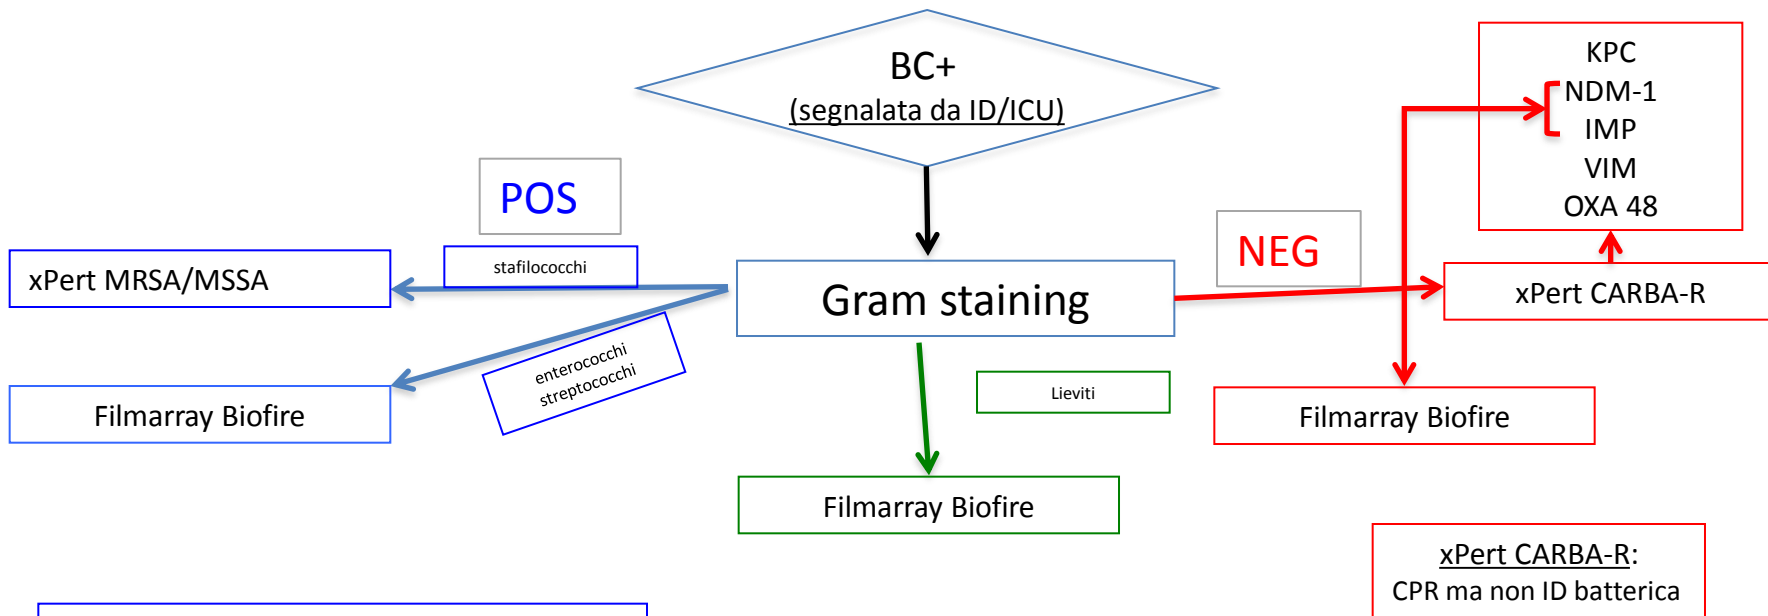 BC+
(segnalata da ID/ICU)
KPC
NDM-1
IMP
VIM
OXA 48
POS
NEG
stafilococchi
xPert MRSA/MSSA
Gram staining
xPert CARBA-R
enterococchi
streptococchi
Lieviti
Filmarray Biofire
Filmarray Biofire
Filmarray Biofire
xPert CARBA-R:
CPR ma non ID batterica